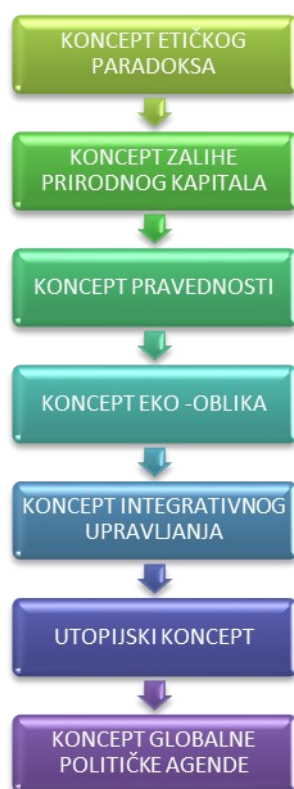 KONCEPT ETIČKOG
PARADOKSA
KONCEPT ZALIHE
PRIRODNOG KAPITALA
KONCEPT PRAVEDNOSTI
KONCEPT EKO -OBLIKA
KONCEPT INTEGRATIVNOG
UPRAVLJANJA
UTOPIJSKI KONCEPT
KONCEPT GLOBALNE
POLITIČKE AGENDE